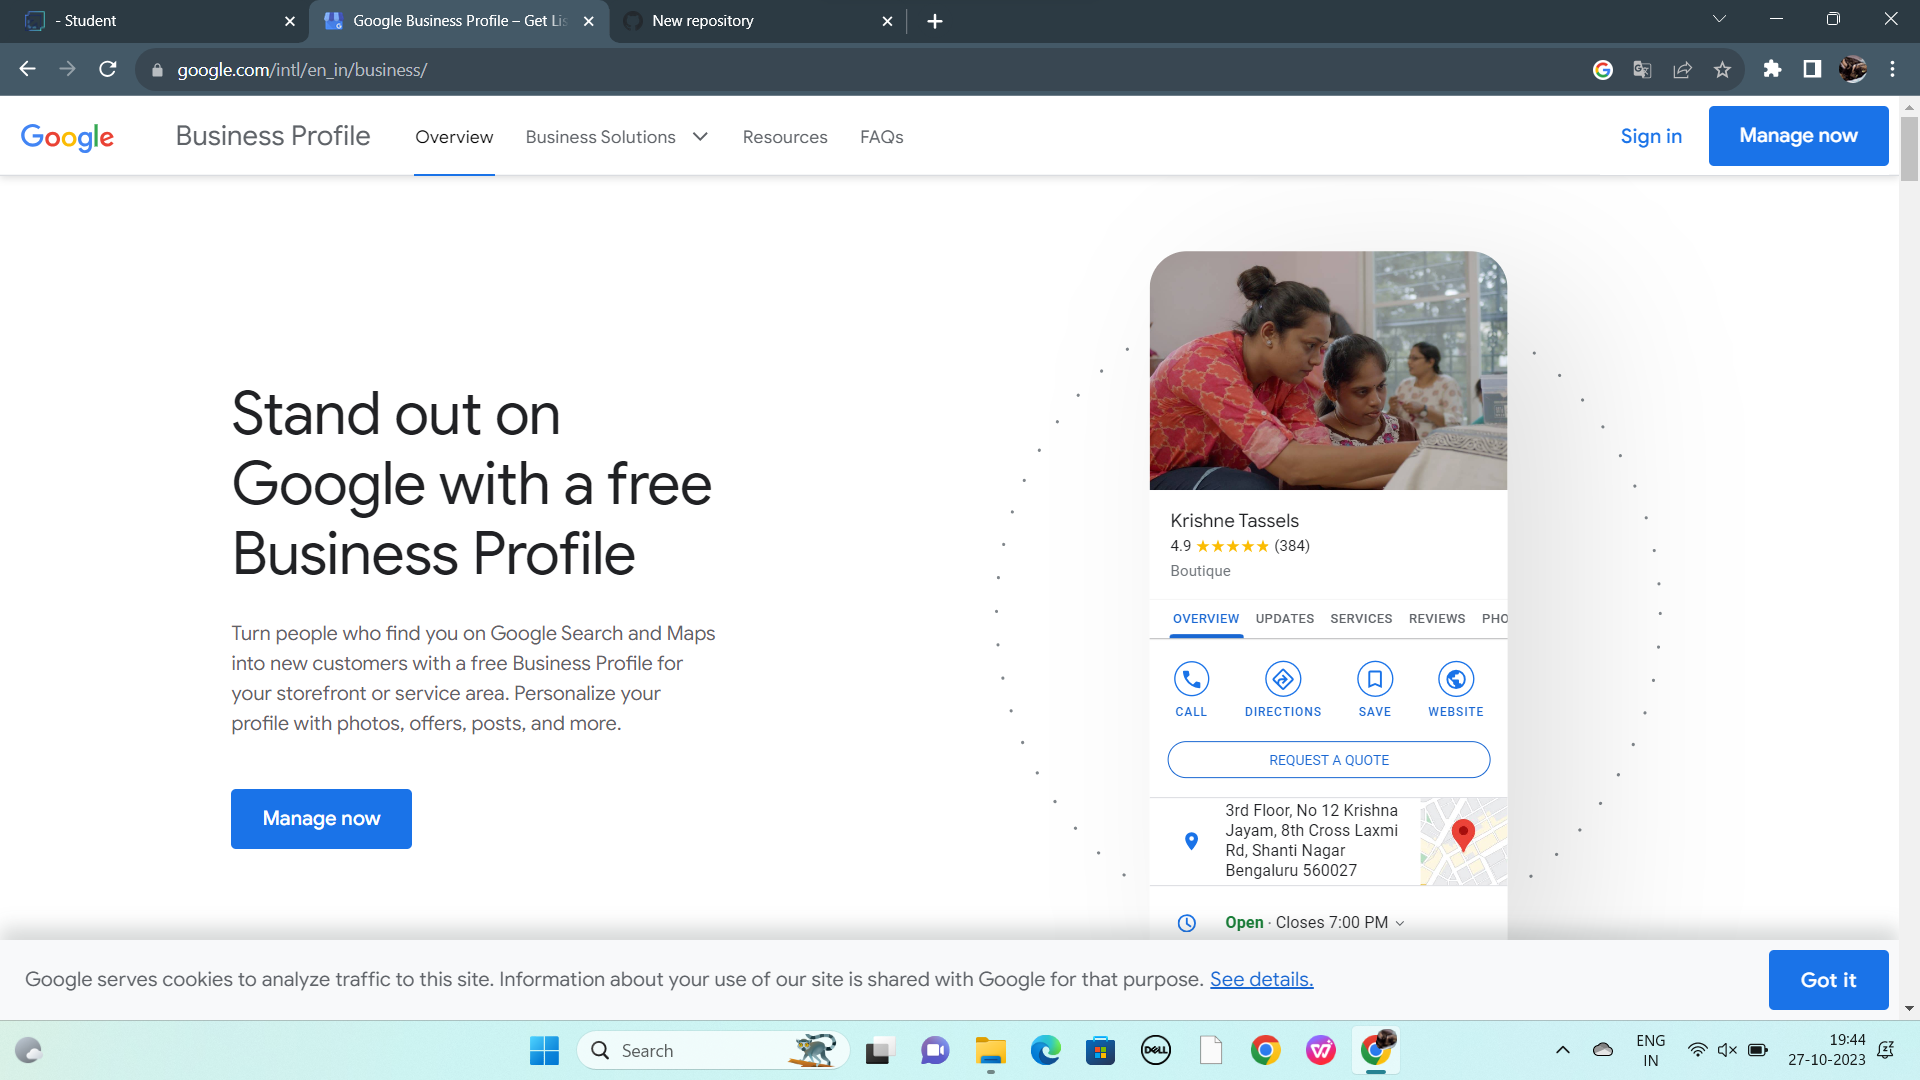 - Student
Google Business Profile – Get Lis
New repository
google.com/intl/en_in/business/
Google
Business Profile
Overview
Business Solutions
Resources
FAQs
Sign in
Manage now
Stand out on
Google with a free
Business Profile
Turn people who find you on Google Search and Maps
into new customers with a free Business Profile for
your storefront or service area. Personalize your
profile with photos, offers, posts, and more.
Manage now
Krishne Tassels
4.9 ★★★★★ (384)
Boutique
OVERVIEW
UPDATES
SERVICES
REVIEWS
PHO
CALL
DIRECTIONS
SAVE
WEBSITE
REQUEST A QUOTE
3rd Floor, No 12 Krishna
Jayam, 8th Cross Laxmi
Rd, Shanti Nagar
Bengaluru 560027
Open · Closes 7:00 PM
Google serves cookies to analyze traffic to this site. Information about your use of our site is shared with Google for that purpose. See details.
Got it
Search
DELL
ENG
IN
19:44
27-10-2023